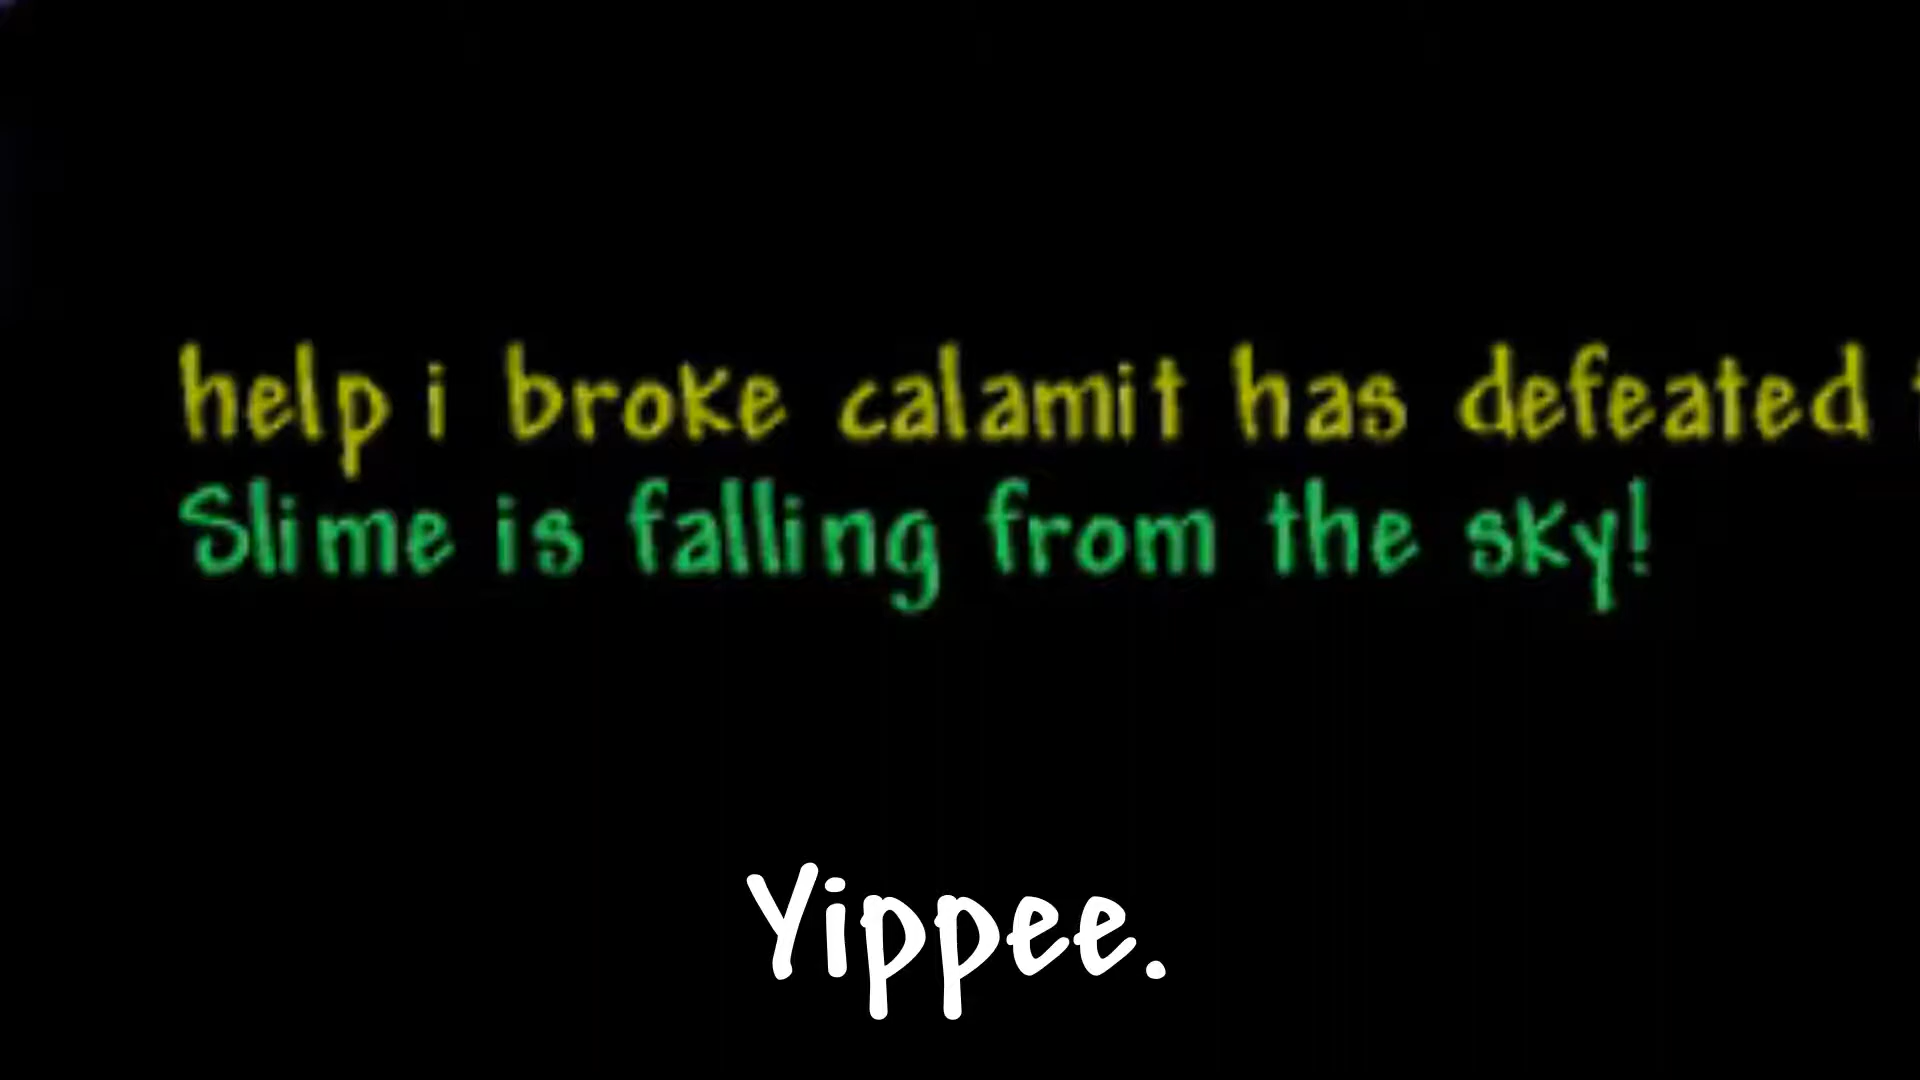 help i broke calamit has defeated
Slime is falling from the sky!
Yippee.